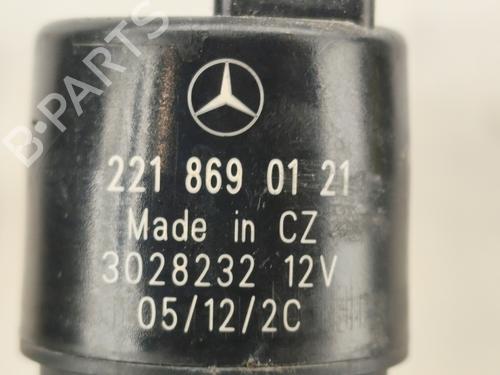 B-PARTS
221 869 01 21
Made in CZ
3028232 12V
05/12/2C